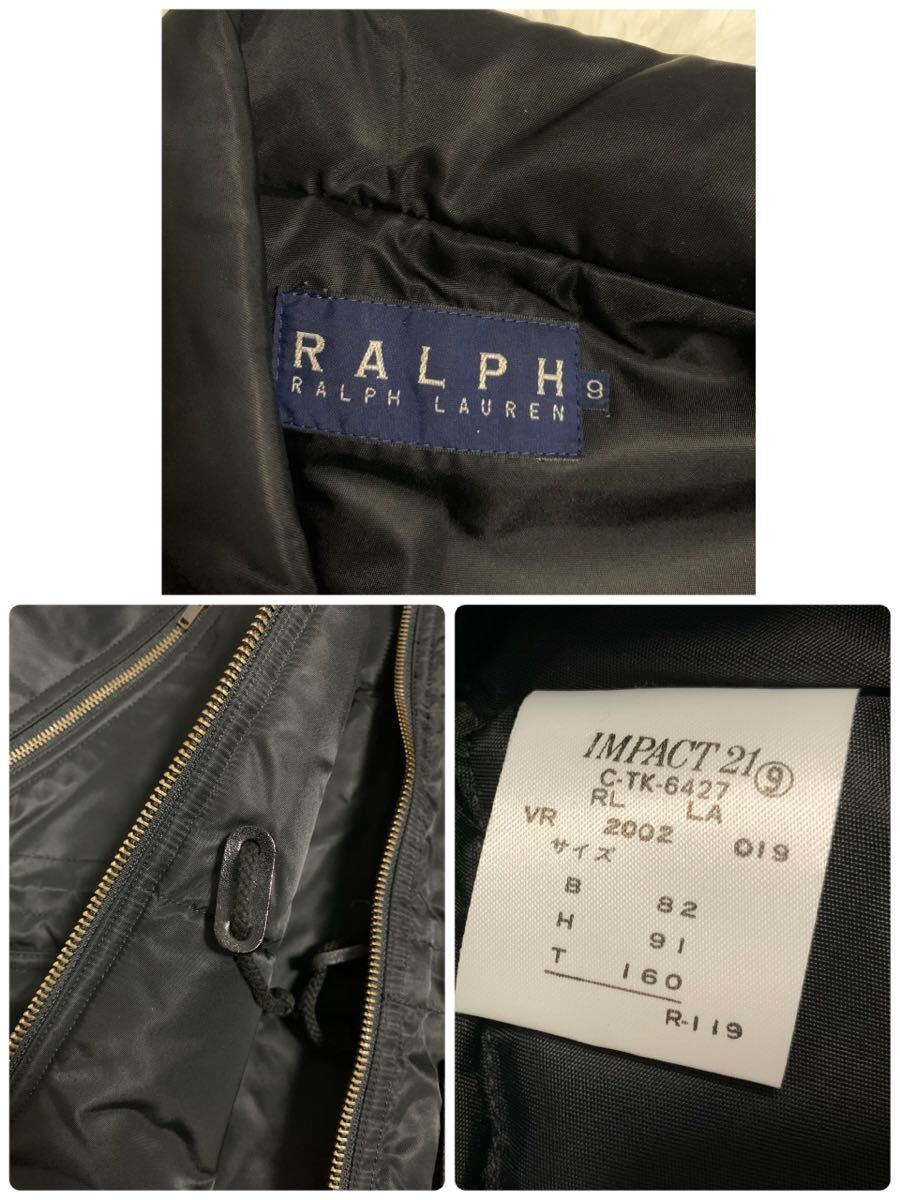 RALPH
RALPH LAUREN
9
IMPACT 21 ⑨
C-TK-6427
RL LA
VR 2002 019
サイズ
B 82
H 91
T 160
R-119